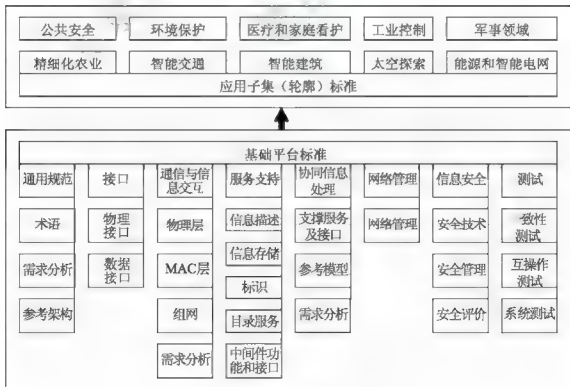 公共安全 环境保护 医疗和家庭看护 工业控制 军事领域
精细化农业 智能交通 智能建筑 太空探索 能源和智能电网
应用子集（轮廓）标准
基础平台标准
通用规范
术语
需求分析
参考架构
接口
物理
接口
数据
接口
通信与信
息交互
物理层
MAC层
组网
需求分析
服务支持
信息描述
信息存储
标识
目录服务
中间件功
能和接口
协同信息
处理
支撑服务
及接口
参考模型
需求分析
网络管理
网络管理
信息安全
安全技术
安全管理
安全评价
测试
一致性
测试
互操作
测试
系统测试